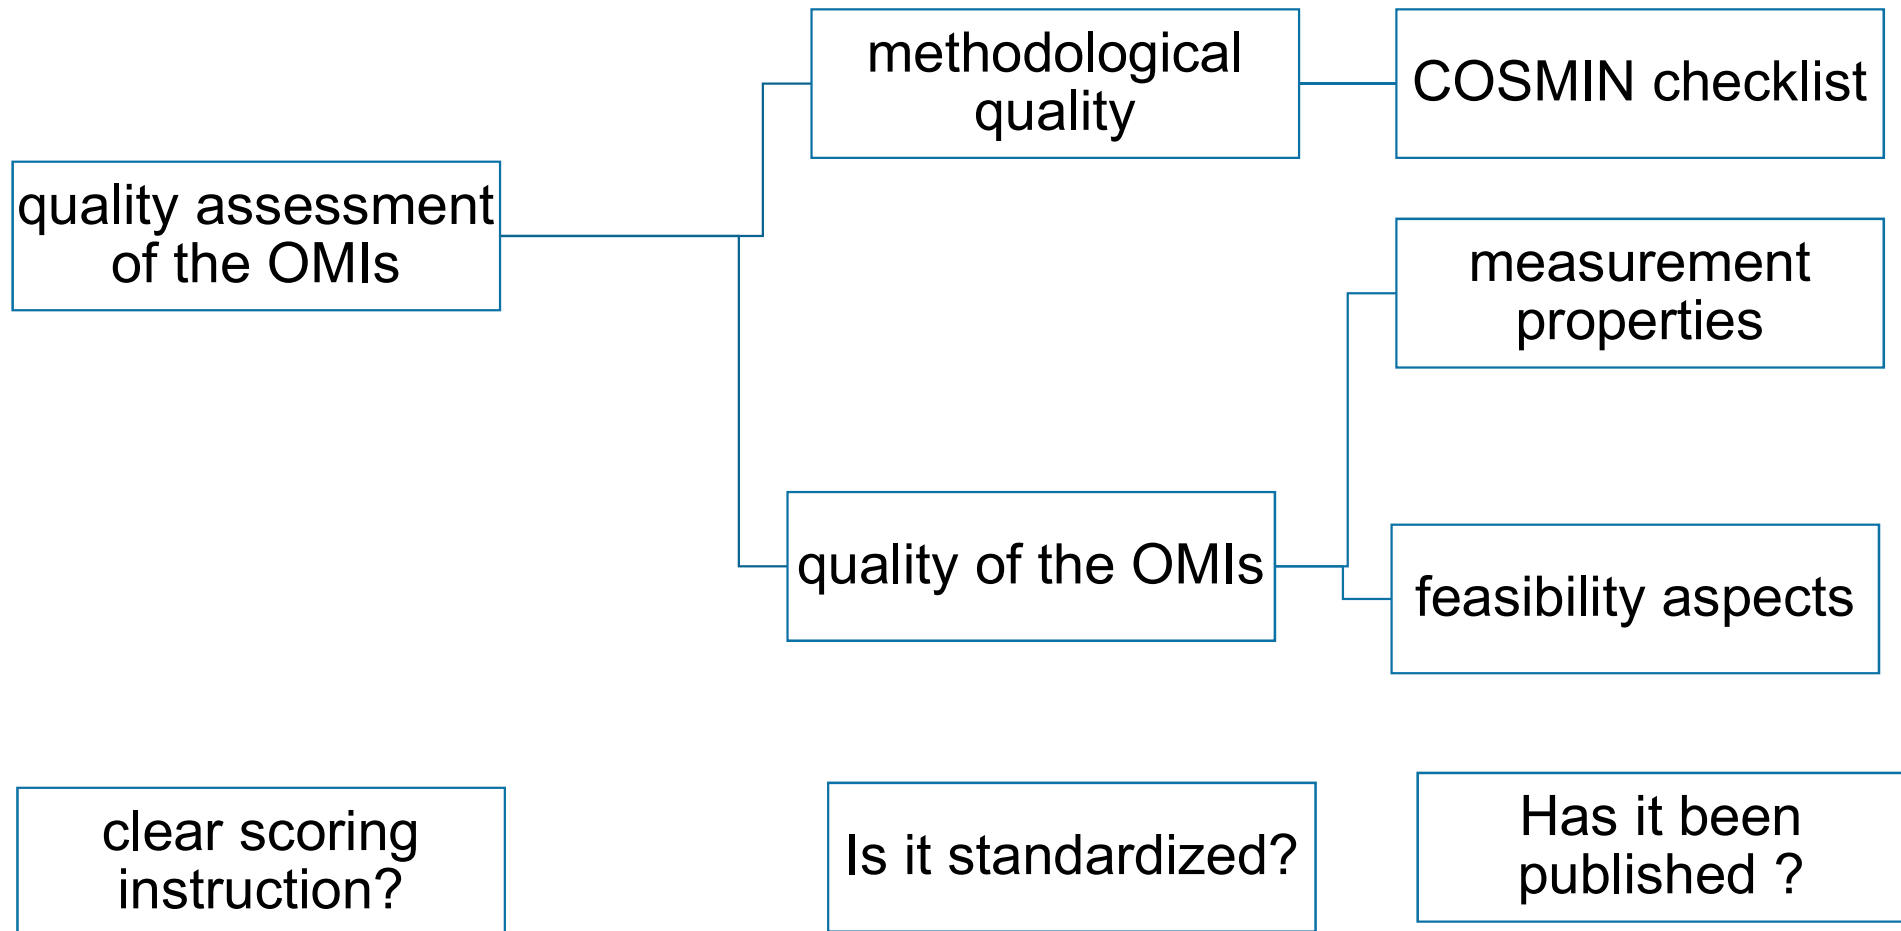 methodological
quality
COSMIN checklist
quality assessment
of the OMIs
measurement
properties
quality of the OMIs
feasibility aspects
clear scoring
instruction?
Is it standardized?
Has it been
published ?